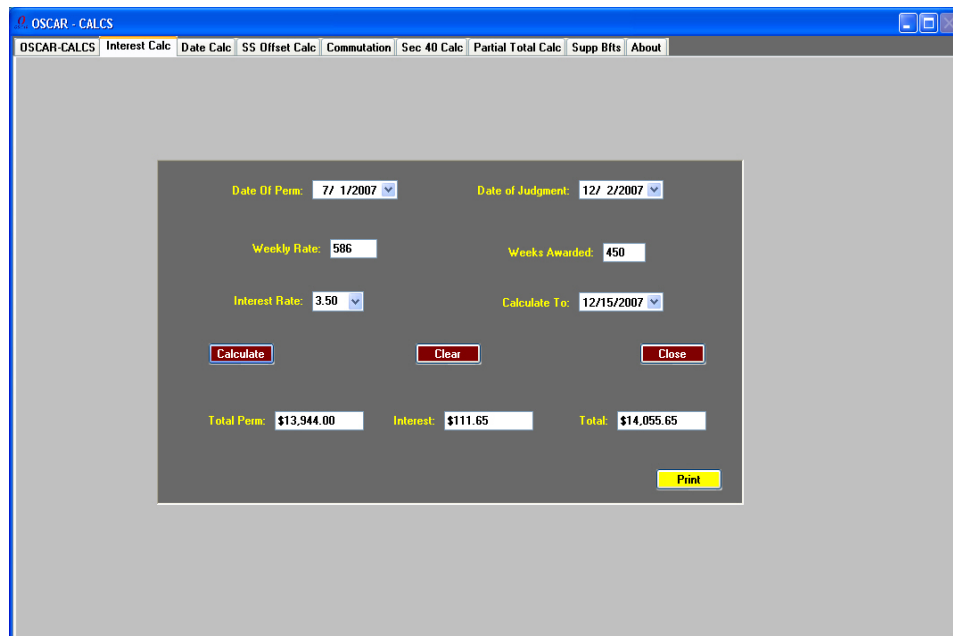 OSCAR - CALCS
OSCAR-CALCS Interest Calc Date Calc SS Offset Calc Commutation Sec 40 Calc Partial Total Calc Supp Bfts About
Date Of Perm: 7/ 1/2007 Date of Judgment: 12/ 2/2007
Weekly Rate: 586 Weeks Awarded: 450
Interest Rate: 3.50 Calculate To: 12/15/2007
Calculate Clear Close
Total Perm: $13,944.00 Interest: $111.65 Total: $14,055.65
Print